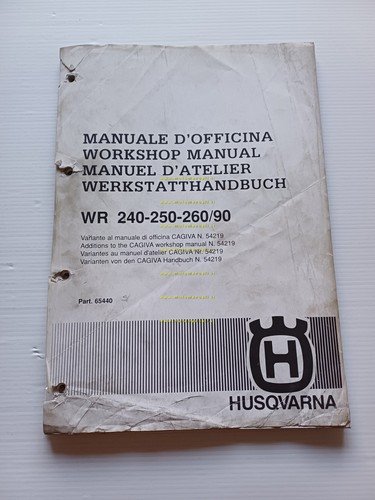 MANUALE D'OFFICINA
WORKSHOP MANUAL
MANUEL D'ATELIER
WERKSTATTHANDBUCH
WR 240-250-260/90
Variante al manuale di officina CAGIVA N. 54219
Additions to the CAGIVA workshop manual N. 54219
Variantes au manuel d'atelier CAGIVA Nr. 54219
Varianten von den CAGIVA Handbuch N. 54219
Part. 65440
H
HUSQVARNA